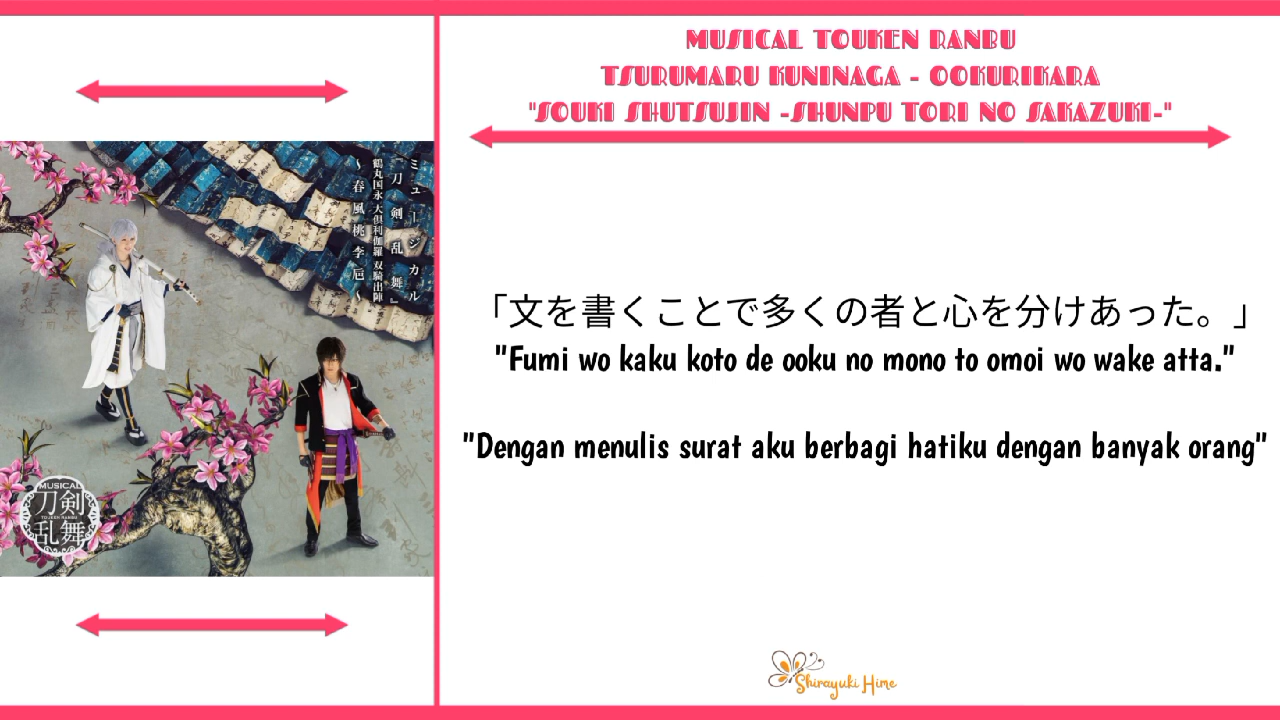 MUSICAL TOUKEN RANBU
TSURUMARU KUNINAGA - OOKURIKARA
"SOUKI SHUTSUJIN -SHUNPU TORI NO SAKAZUKI-"
ミュージカル
『刀剣乱舞』
鶴丸国永 大倶利伽羅 双騎出陣
～春風桃李巵～
MUSICAL
刀剣
TOUKEN RANBU
乱舞
「文を書くことで多くの者と心を分けあった。」
"Fumi wo kaku koto de ooku no mono to omoi wo wake atta."
"Dengan menulis surat aku berbagi hatiku dengan banyak orang"
Shirayuki Hime